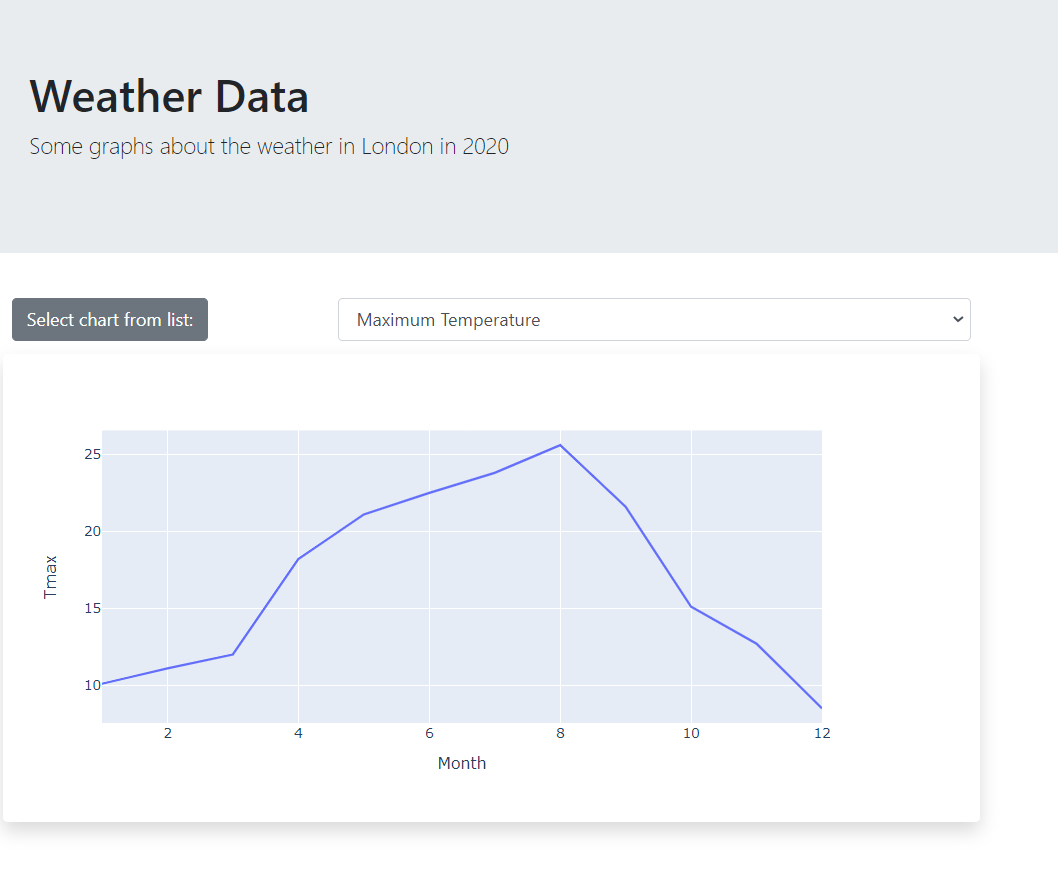 Weather Data
Some graphs about the weather in London in 2020
Select chart from list:
Maximum Temperature
25
20
15
10
Tmax
2 4 6 8 10 12
Month